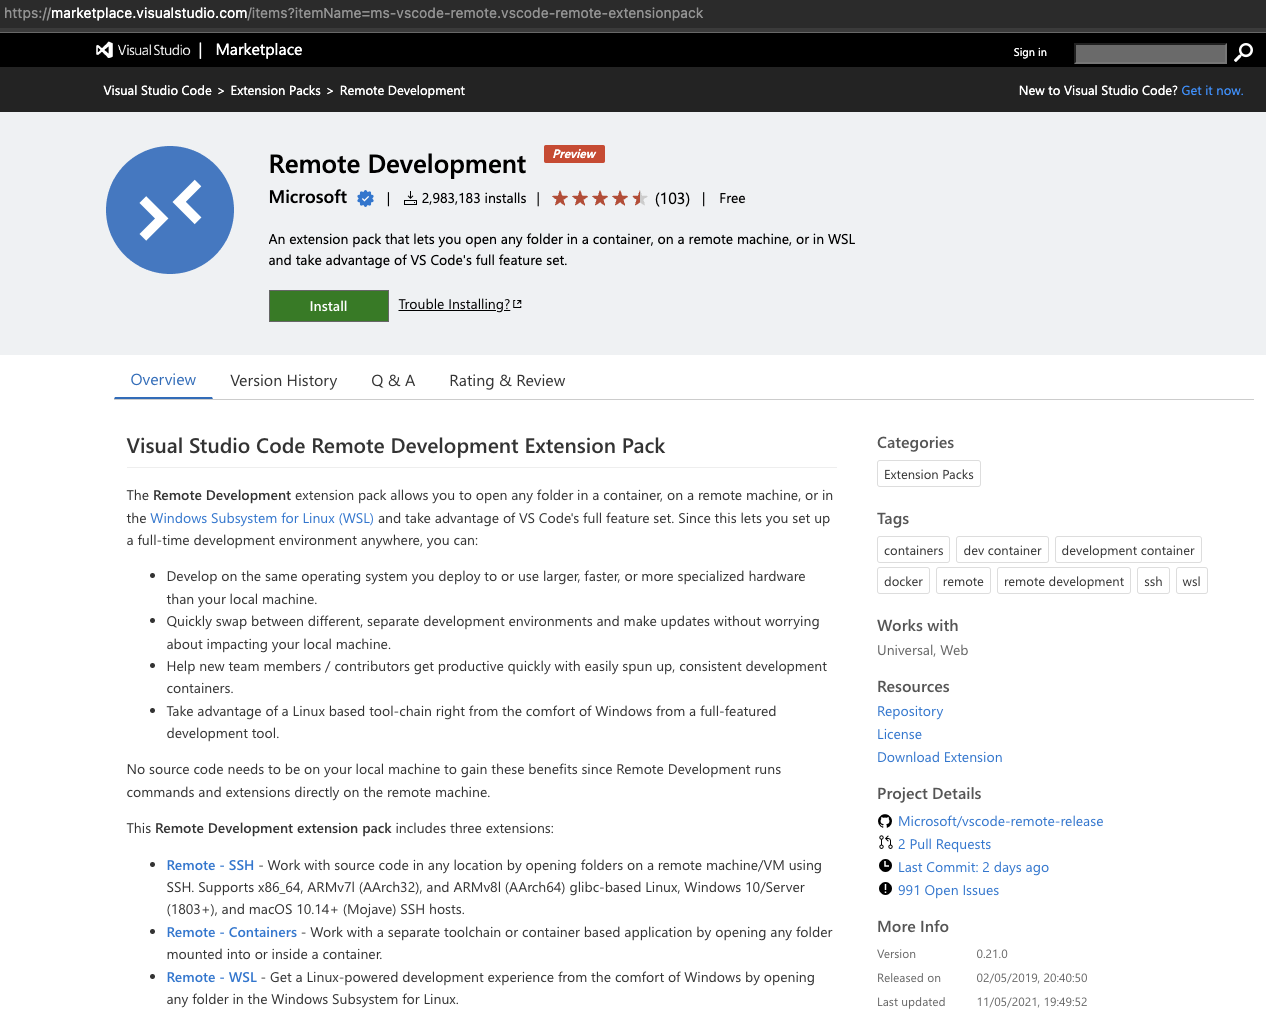 https://marketplace.visualstudio.com/items?itemName=ms-vscode-remote.vscode-remote-extensionpack
Visual Studio | Marketplace
Sign in
Visual Studio Code > Extension Packs > Remote Development
New to Visual Studio Code? Get it now.
Remote Development
Preview
Microsoft | 2,983,183 installs | (103) | Free
An extension pack that lets you open any folder in a container, on a remote machine, or in WSL
and take advantage of VS Code's full feature set.
Install
Trouble Installing?
Overview
Version History
Q & A
Rating & Review
Visual Studio Code Remote Development Extension Pack
The Remote Development extension pack allows you to open any folder in a container, on a remote machine, or in
the Windows Subsystem for Linux (WSL) and take advantage of VS Code's full feature set. Since this lets you set up
a full-time development environment anywhere, you can:
• Develop on the same operating system you deploy to or use larger, faster, or more specialized hardware
than your local machine.
• Quickly swap between different, separate development environments and make updates without worrying
about impacting your local machine.
• Help new team members / contributors get productive quickly with easily spun up, consistent development
containers.
• Take advantage of a Linux based tool-chain right from the comfort of Windows from a full-featured
development tool.
No source code needs to be on your local machine to gain these benefits since Remote Development runs
commands and extensions directly on the remote machine.
This Remote Development extension pack includes three extensions:
• Remote - SSH - Work with source code in any location by opening folders on a remote machine/VM using
SSH. Supports x86_64, ARMv7l (AArch32), and ARMv8l (AArch64) glibc-based Linux, Windows 10/Server
(1803+), and macOS 10.14+ (Mojave) SSH hosts.
• Remote - Containers - Work with a separate toolchain or container based application by opening any folder
mounted into or inside a container.
• Remote - WSL - Get a Linux-powered development experience from the comfort of Windows by opening
any folder in the Windows Subsystem for Linux.
Categories
Extension Packs
Tags
containers dev container development container
docker remote remote development ssh wsl
Works with
Universal, Web
Resources
Repository
License
Download Extension
Project Details
Microsoft/vscode-remote-release
2 Pull Requests
Last Commit: 2 days ago
991 Open Issues
More Info
Version 0.21.0
Released on 02/05/2019, 20:40:50
Last updated 11/05/2021, 19:49:52